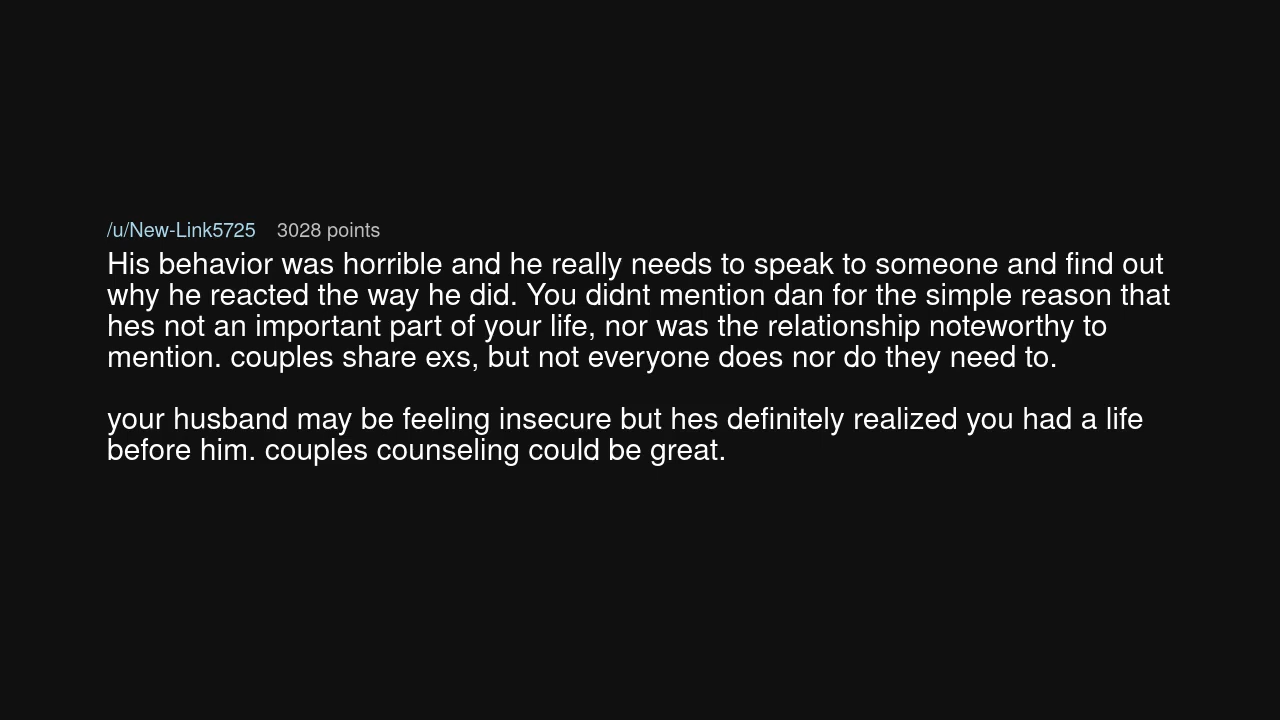 /u/New-Link5725 3028 points
His behavior was horrible and he really needs to speak to someone and find out
why he reacted the way he did. You didnt mention dan for the simple reason that
hes not an important part of your life, nor was the relationship noteworthy to
mention. couples share exs, but not everyone does nor do they need to.
your husband may be feeling insecure but hes definitely realized you had a life
before him. couples counseling could be great.